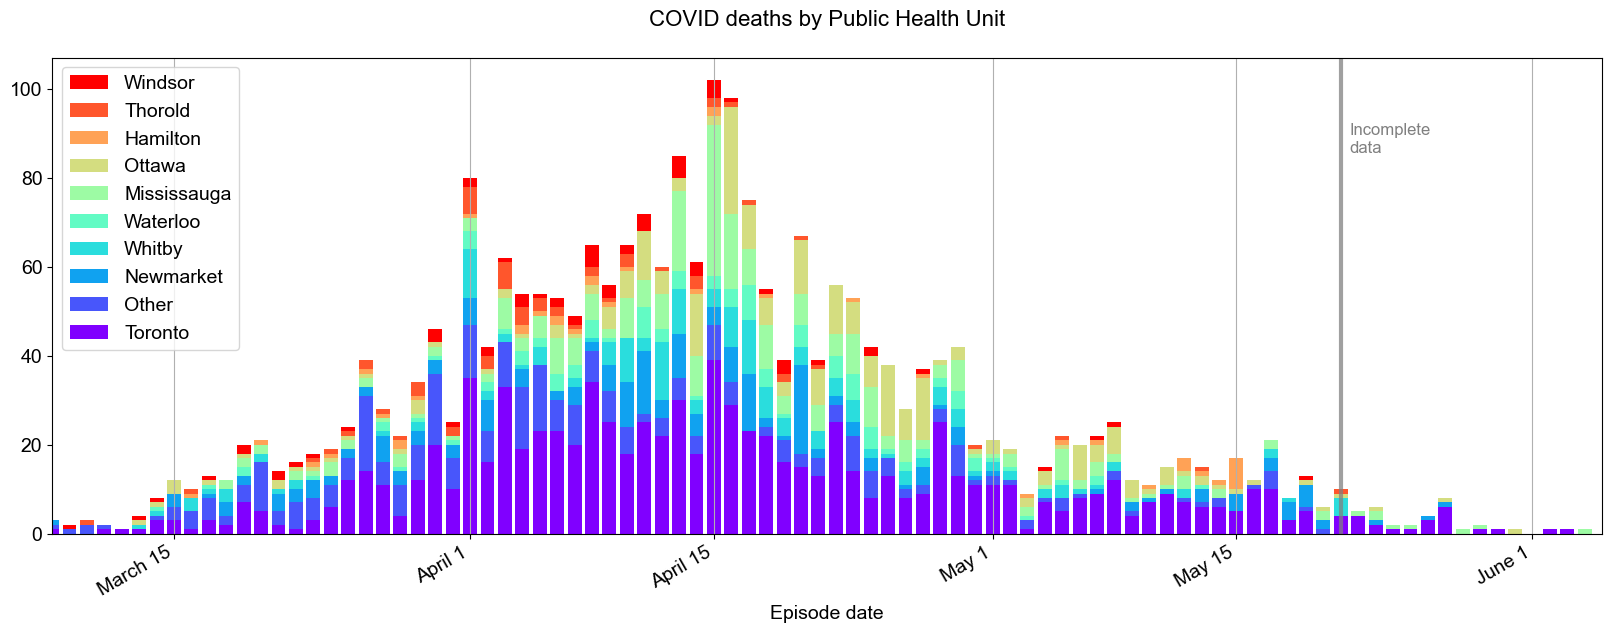 COVID deaths by Public Health Unit
100
80
60
40
20
0
Windsor
Thorold
Hamilton
Ottawa
Mississauga
Waterloo
Whitby
Newmarket
Other
Toronto
Incomplete
data
March 15
April 1
April 15
May 1
May 15
June 1
Episode date